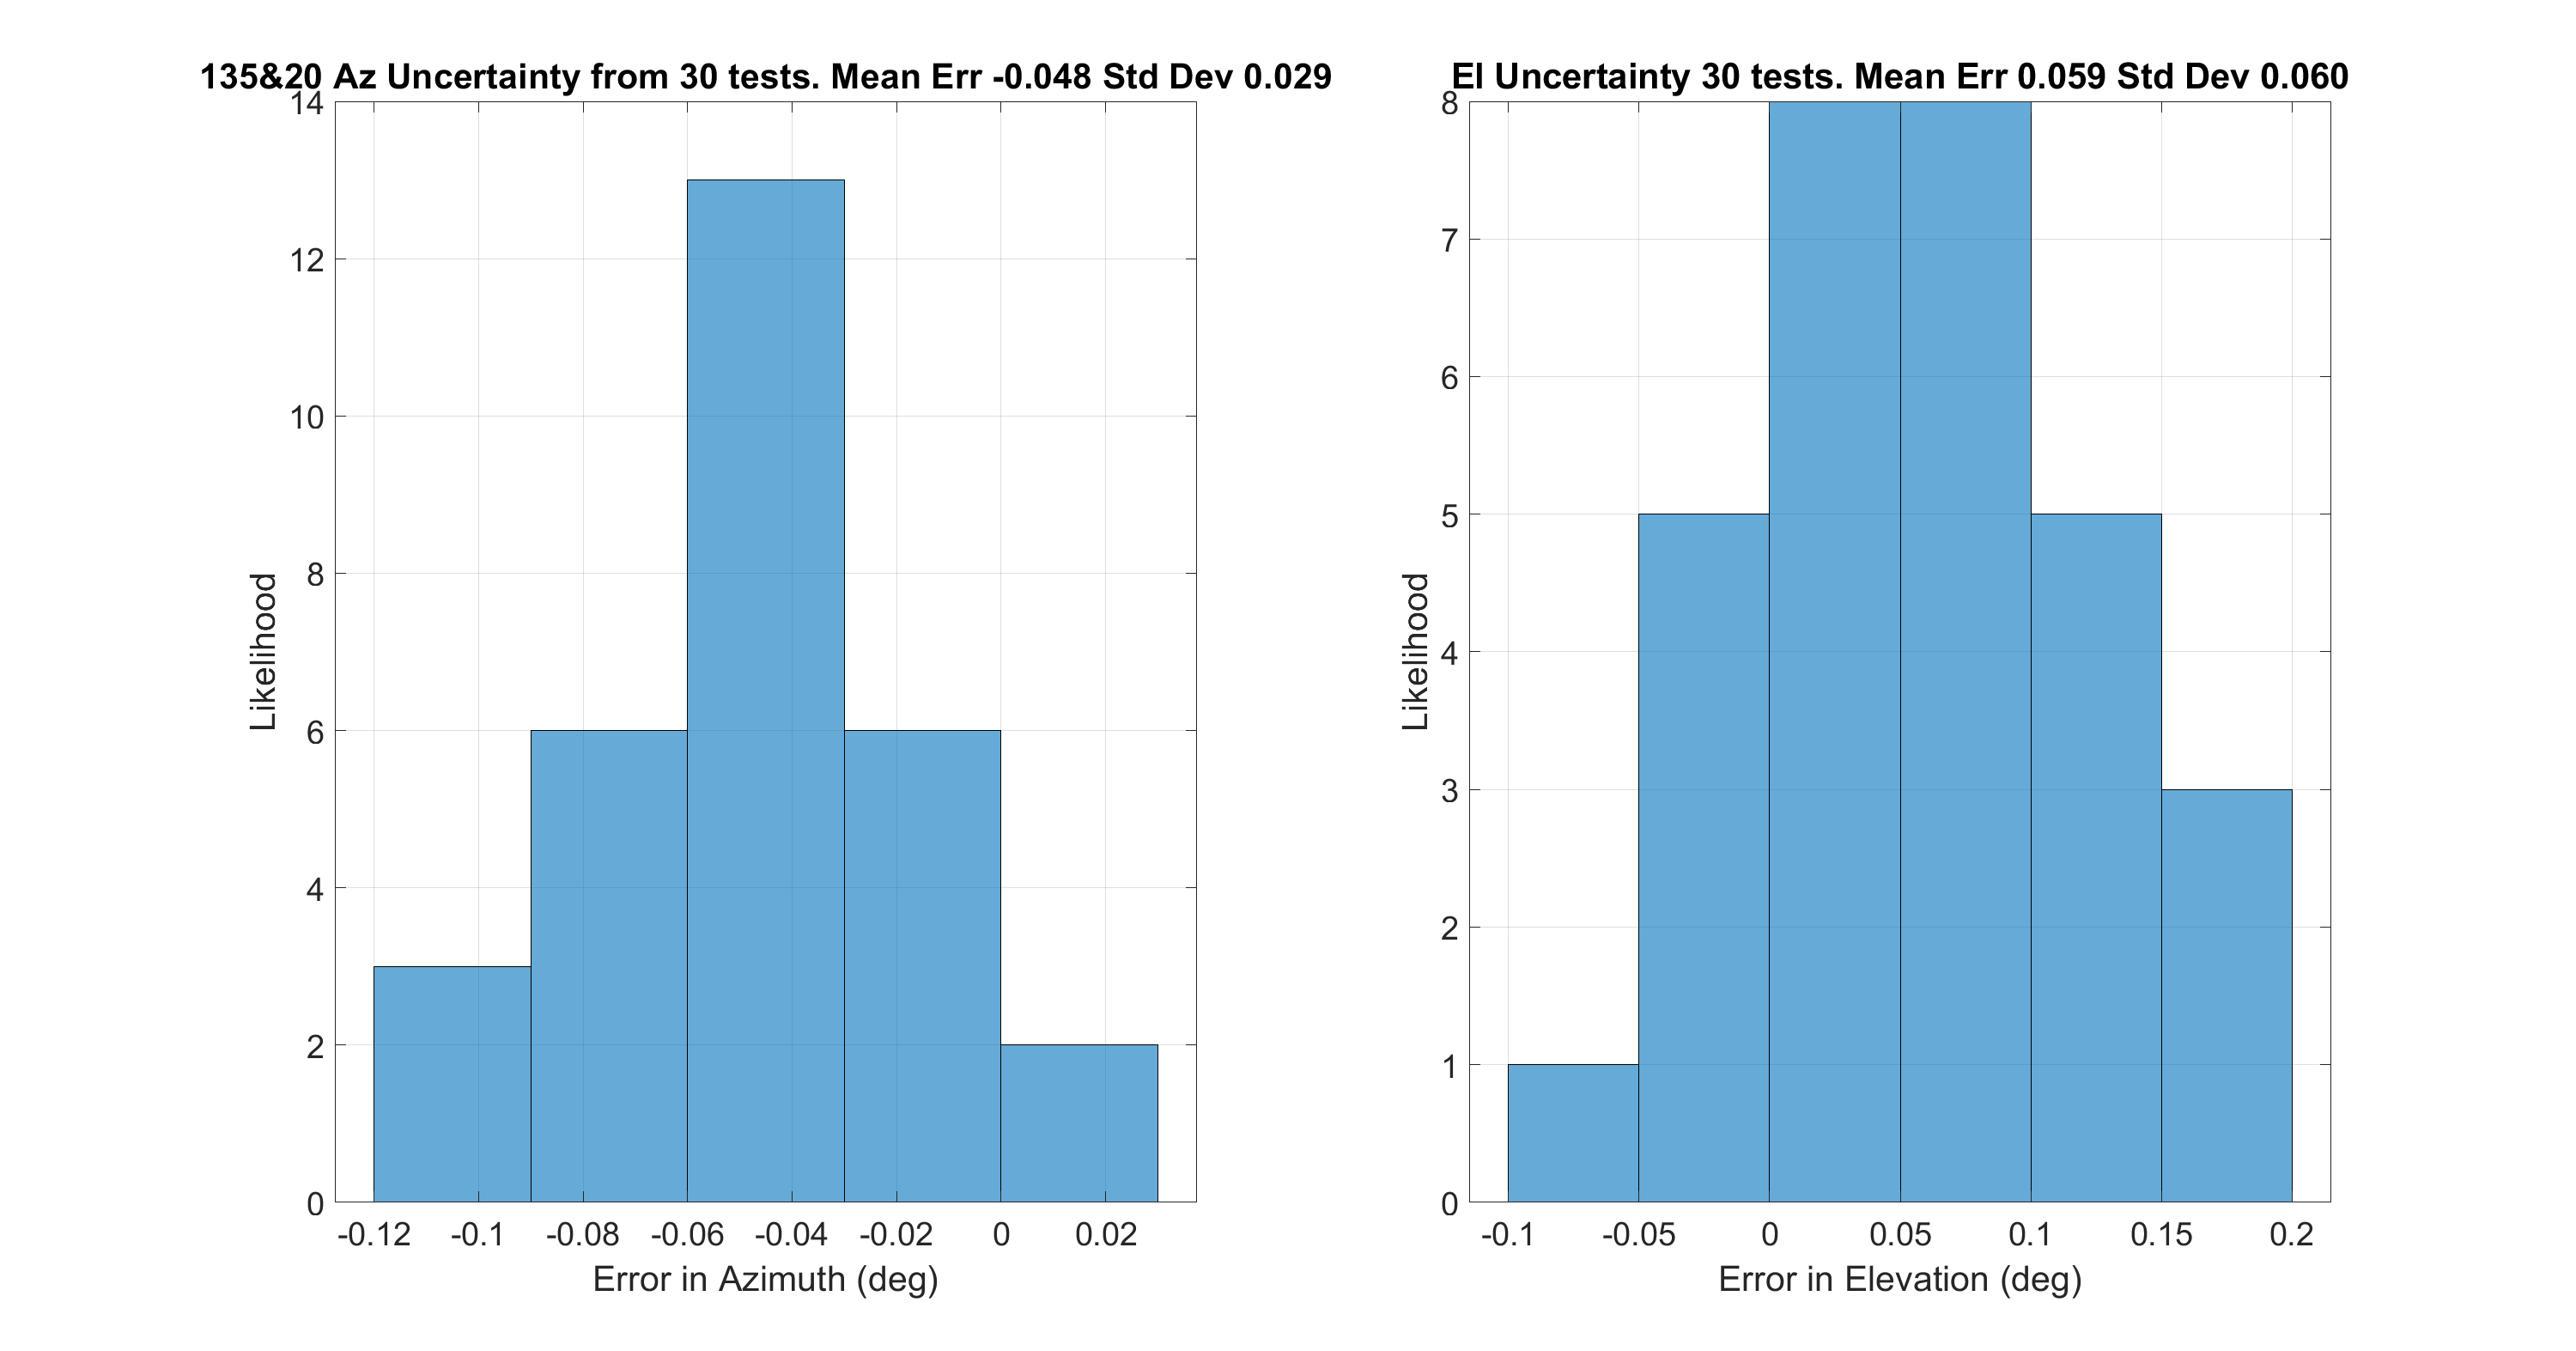 135&20 Az Uncertainty from 30 tests. Mean Err -0.048 Std Dev 0.029
14
12
10
8
6
4
2
0
Likelihood
-0.12 -0.1 -0.08 -0.06 -0.04 -0.02 0 0.02
Error in Azimuth (deg)
El Uncertainty 30 tests. Mean Err 0.059 Std Dev 0.060
8
7
6
5
4
3
2
1
0
Likelihood
-0.1 -0.05 0 0.05 0.1 0.15 0.2
Error in Elevation (deg)